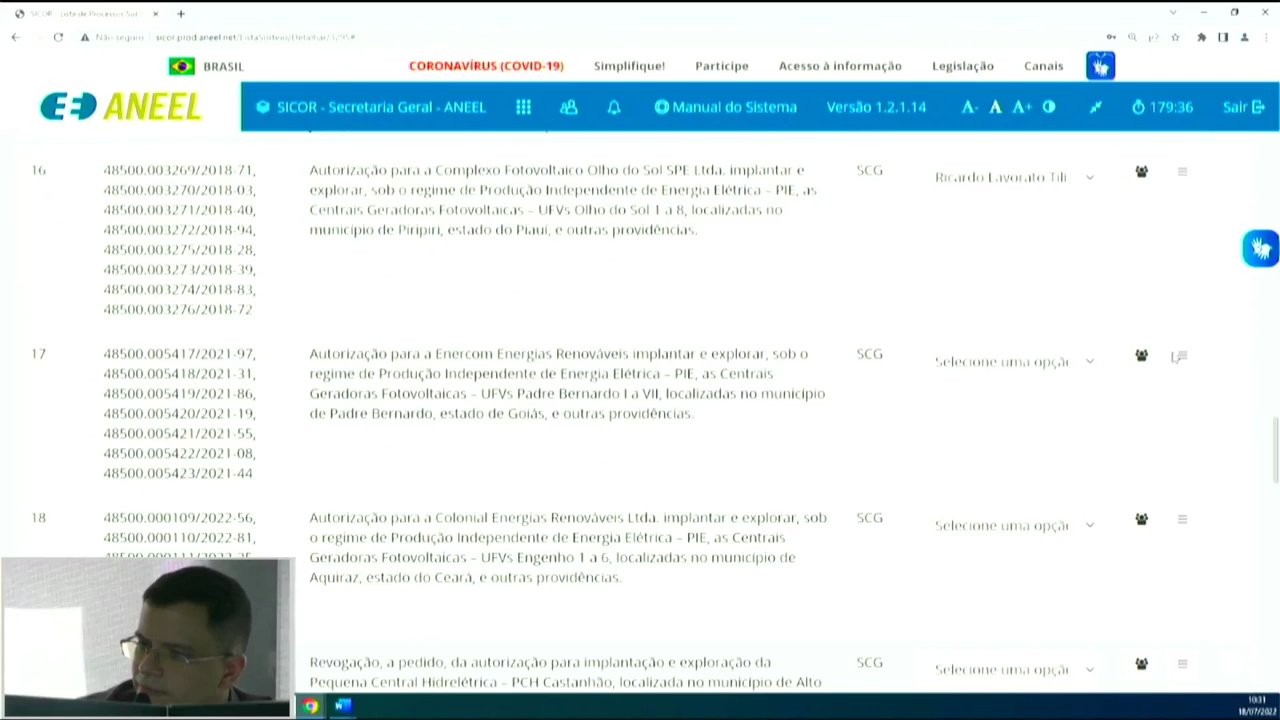 SICOR - Lista de Processos Sor
Não seguro sicor.prod.aneel.net/ListaSorteio/Detalhar/3295#
BRASIL CORONAVÍRUS (COVID-19) Simplifique! Participe Acesso à informação Legislação Canais
ANEEL SICOR - Secretaria Geral - ANEEL Manual do Sistema Versão 1.2.1.14 A- A A+ 179:36 Sair
16 48500.003269/2018-71, Autorização para a Complexo Fotovoltaico Olho do Sol SPE Ltda. implantar e SCG Ricardo Lavorato Tili
48500.003270/2018-03, explorar, sob o regime de Produção Independente de Energia Elétrica – PIE, as
48500.003271/2018-40, Centrais Geradoras Fotovoltaicas – UFVs Olho do Sol 1 a 8, localizadas no
48500.003272/2018-94, município de Piripiri, estado do Piauí, e outras providências.
48500.003275/2018-28,
48500.003273/2018-39,
48500.003274/2018-83,
48500.003276/2018-72
17 48500.005417/2021-97, Autorização para a Enercom Energias Renováveis implantar e explorar, sob o SCG Selecione uma opçã
48500.005418/2021-31, regime de Produção Independente de Energia Elétrica – PIE, as Centrais
48500.005419/2021-86, Geradoras Fotovoltaicas – UFVs Padre Bernardo I a VII, localizadas no município
48500.005420/2021-19, de Padre Bernardo, estado de Goiás, e outras providências.
48500.005421/2021-55,
48500.005422/2021-08,
48500.005423/2021-44
18 48500.000109/2022-56, Autorização para a Colonial Energias Renováveis Ltda. implantar e explorar, sob SCG Selecione uma opçã
48500.000110/2022-81, o regime de Produção Independente de Energia Elétrica – PIE, as Centrais
Geradoras Fotovoltaicas – UFVs Engenho 1 a 6, localizadas no município de
Aquiraz, estado do Ceará, e outras providências.
Revogação, a pedido, da autorização para implantação e exploração da SCG Selecione uma opçã
Pequena Central Hidrelétrica – PCH Castanhão, localizada no município de Alto
ANEEL
10:31
18/07/2022